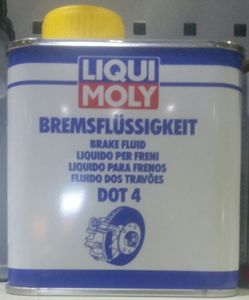 LIQUI
MOLY
BREMSFLÜSSIGKEIT
BRAKE FLUID
LIQUIDO PER FRENI
LIQUIDO PARA FRENOS
FLUIDO DOS TRAVÕES
DOT 4